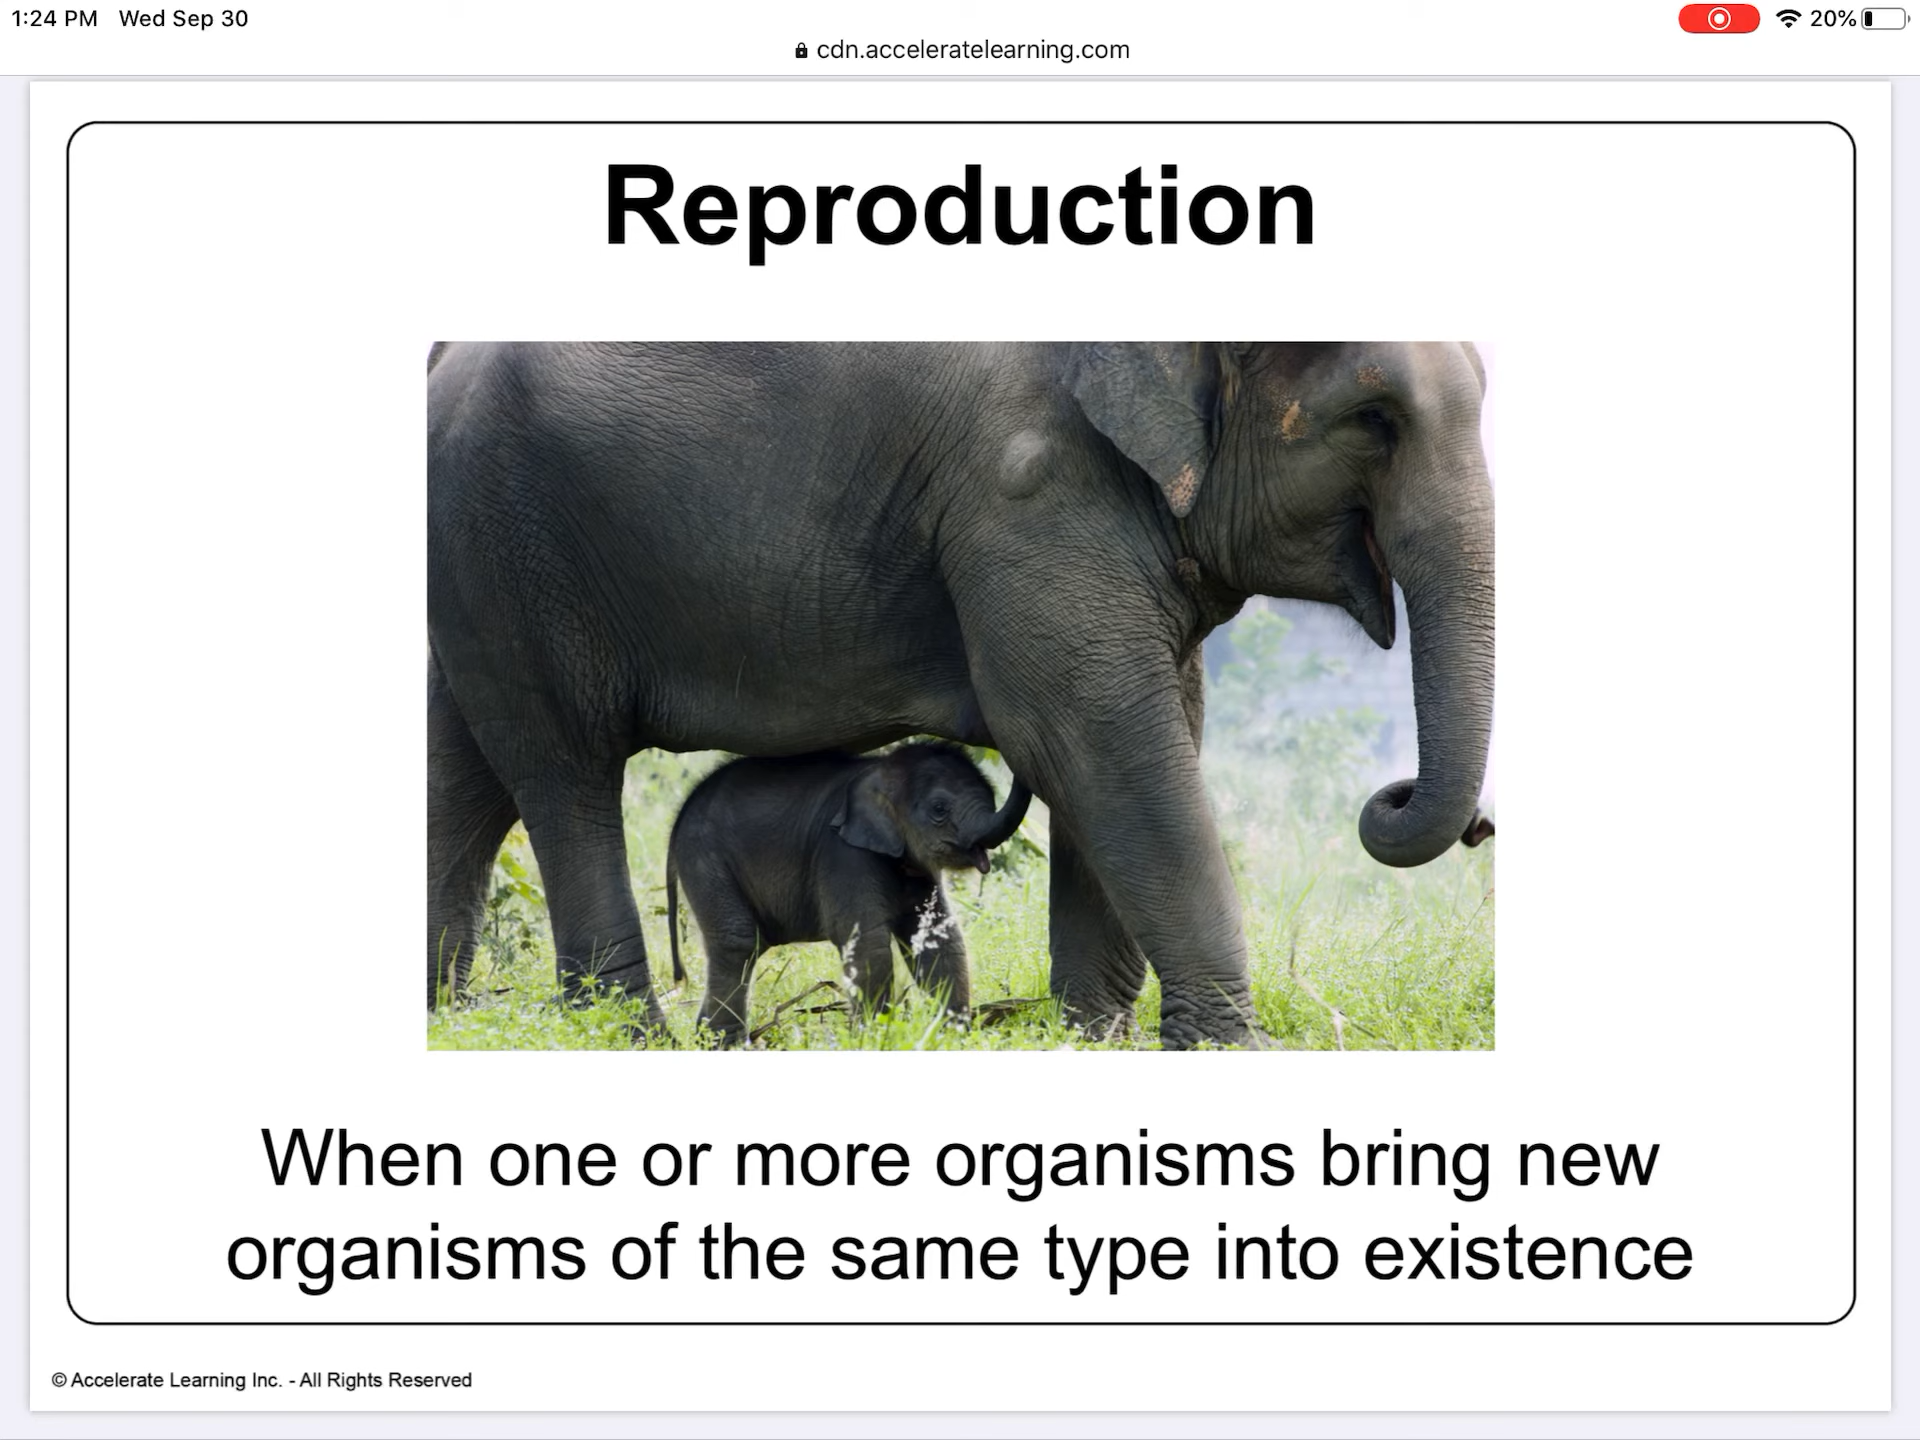 1:24 PM Wed Sep 30
20%
cdn.acceleratelearning.com
Reproduction
When one or more organisms bring new
organisms of the same type into existence
© Accelerate Learning Inc. - All Rights Reserved